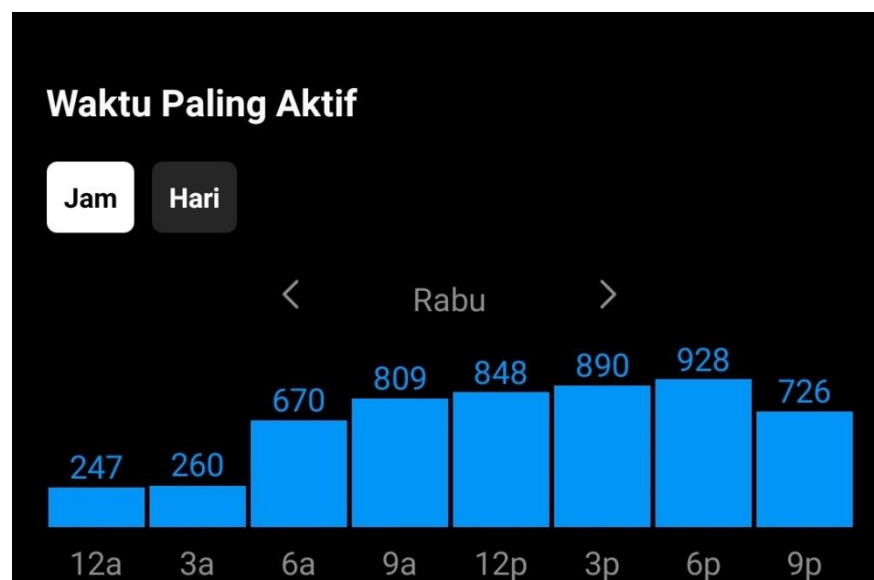 Waktu Paling Aktif
Jam Hari
Rabu
247 260 670 809 848 890 928 726
12a 3a 6a 9a 12p 3p 6p 9p